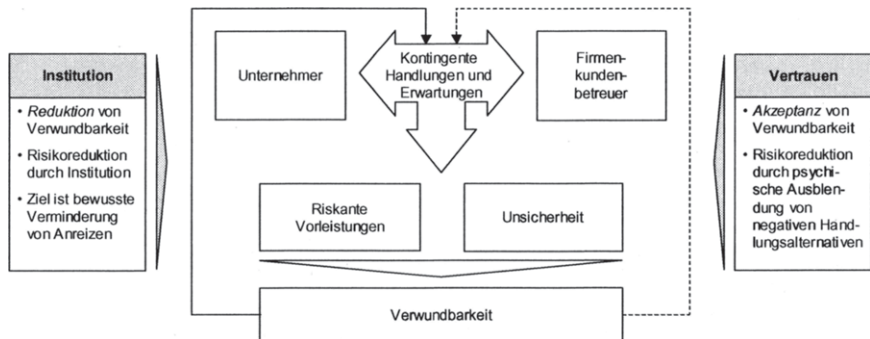 Institution
• Reduktion von
Verwundbarkeit
• Risikoreduktion
durch Institution
• Ziel ist bewusste
Verminderung
von Anreizen
Unternehmer
Kontingente
Handlungen und
Erwartungen
Firmen-
kunden-
betreuer
Riskante
Vorleistungen
Unsicherheit
Verwundbarkeit
Vertrauen
• Akzeptanz von
Verwundbarkeit
• Risikoreduktion
durch psychi-
sche Ausblen-
dung von
negativen Hand-
lungsalternativen